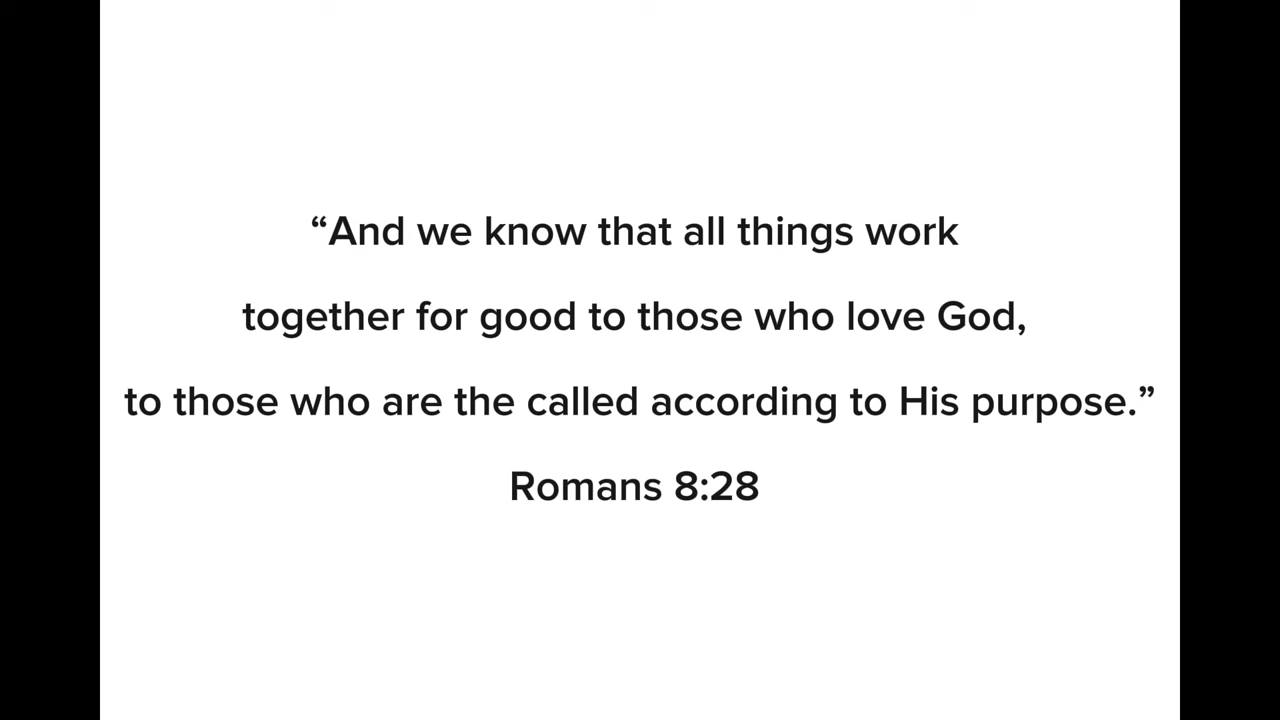 “And we know that all things work
together for good to those who love God,
to those who are the called according to His purpose.”
Romans 8:28